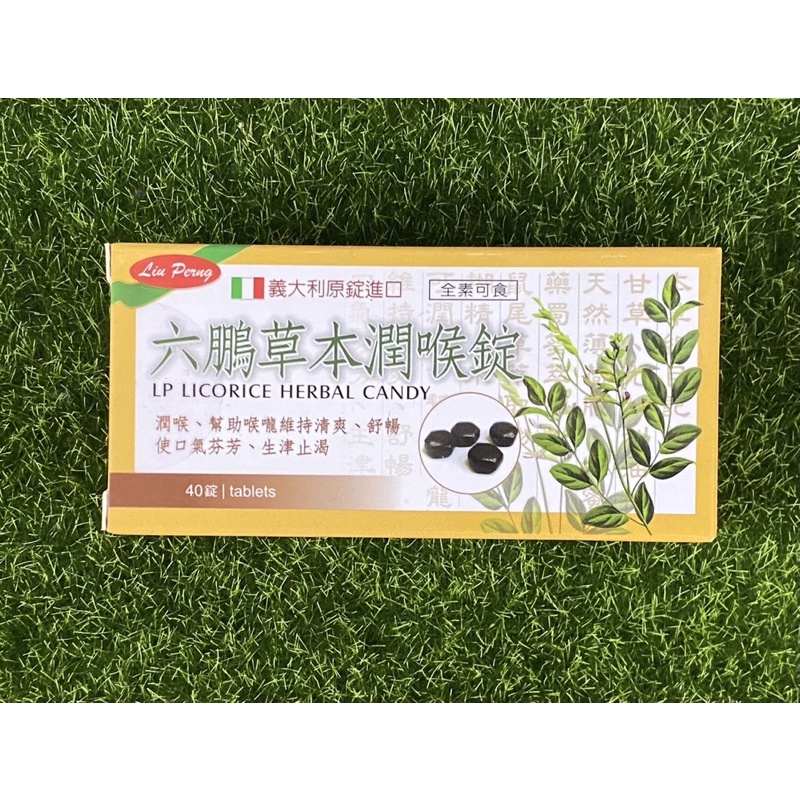 Liu Perng
義大利原錠進口
全素可食
六鵬草本潤喉錠
LP LICORICE HERBAL CANDY
潤喉、幫助喉嚨維持清爽、舒暢
使口氣芬芳、生津止渴
40錠 | tablets